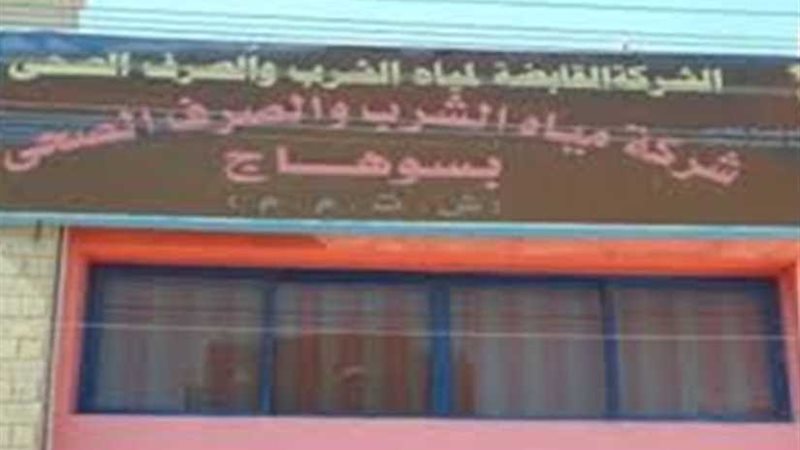 الشركة القابضة لمياه الشرب والصرف الصحى
شركة مياه الشرب والصرف الصحى
بسوهاج
(ش ت م م)